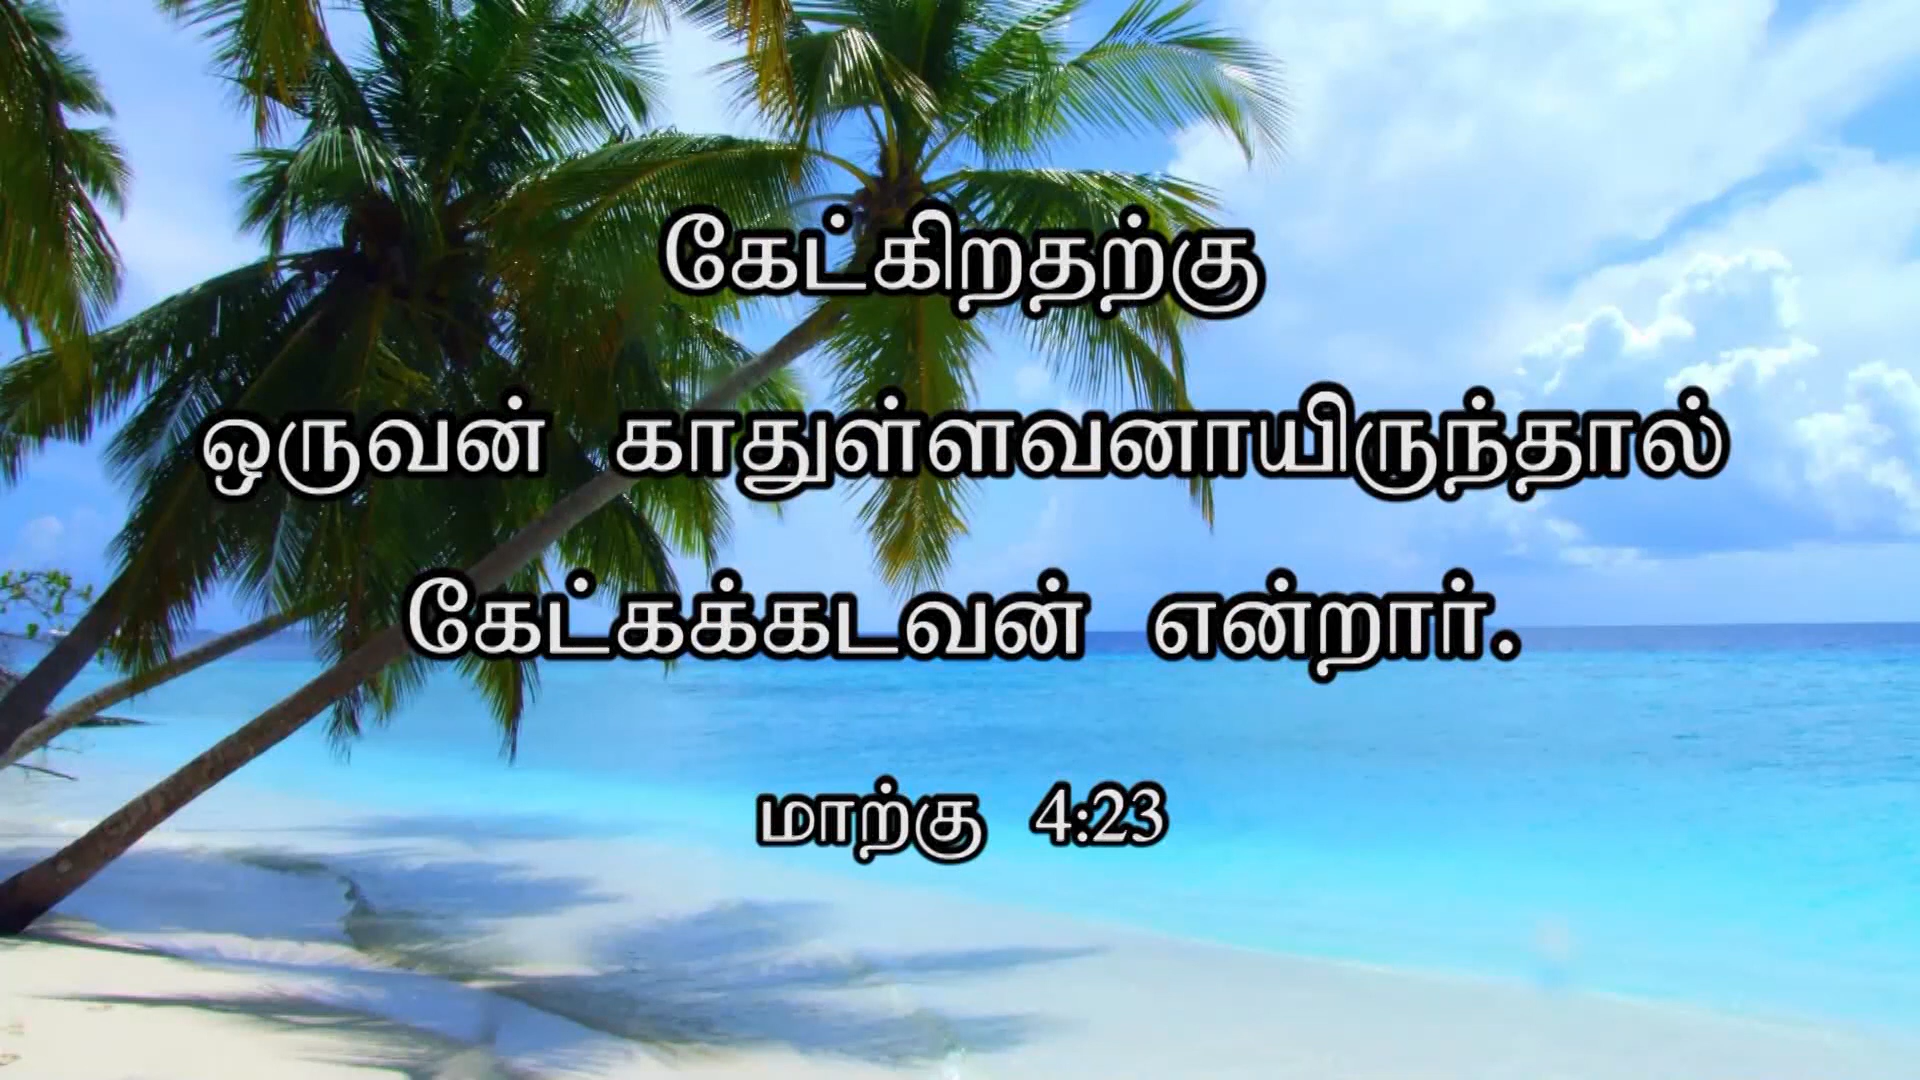 கேட்கிறதற்கு
ஒருவன் காதுள்ளவனாயிருந்தால்
கேட்கக்கடவன் என்றார்.
மாற்கு 4:23